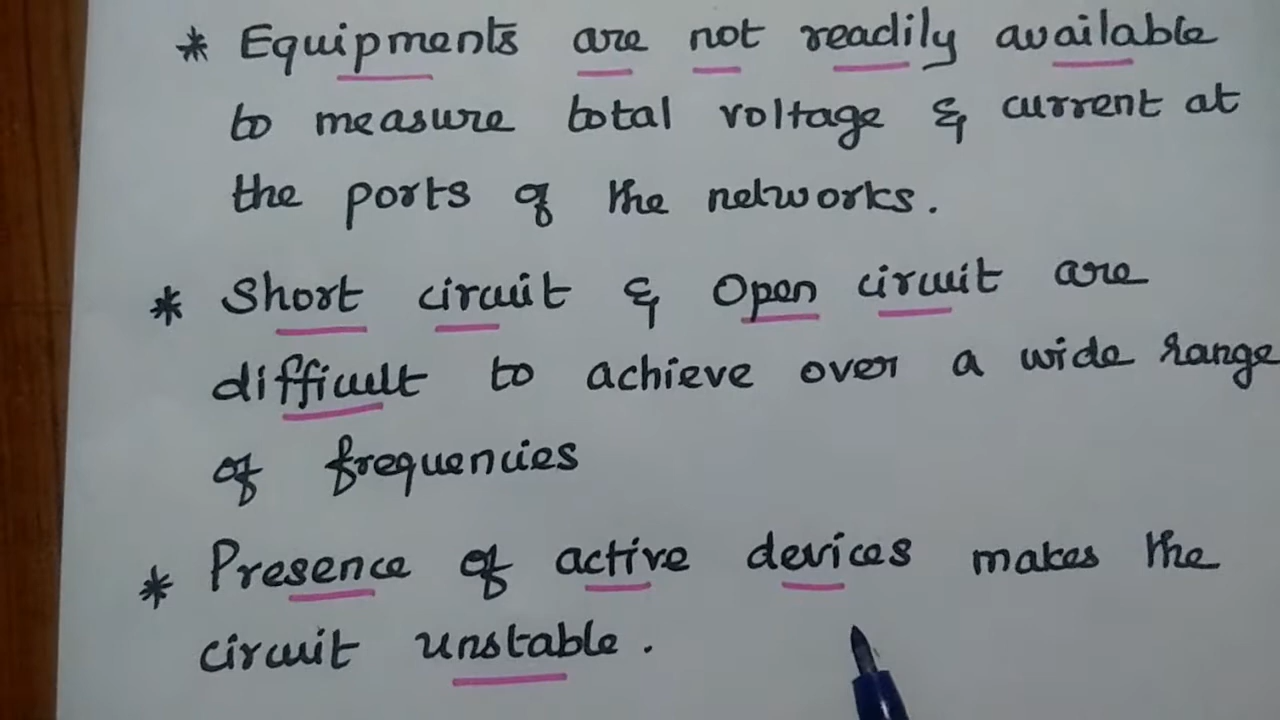 * Equipments are not readily available
to measure total voltage & current at
the ports of the networks.
* Short circuit & Open circuit are
difficult to achieve over a wide range
of frequencies
* Presence of active devices makes the
circuit unstable.